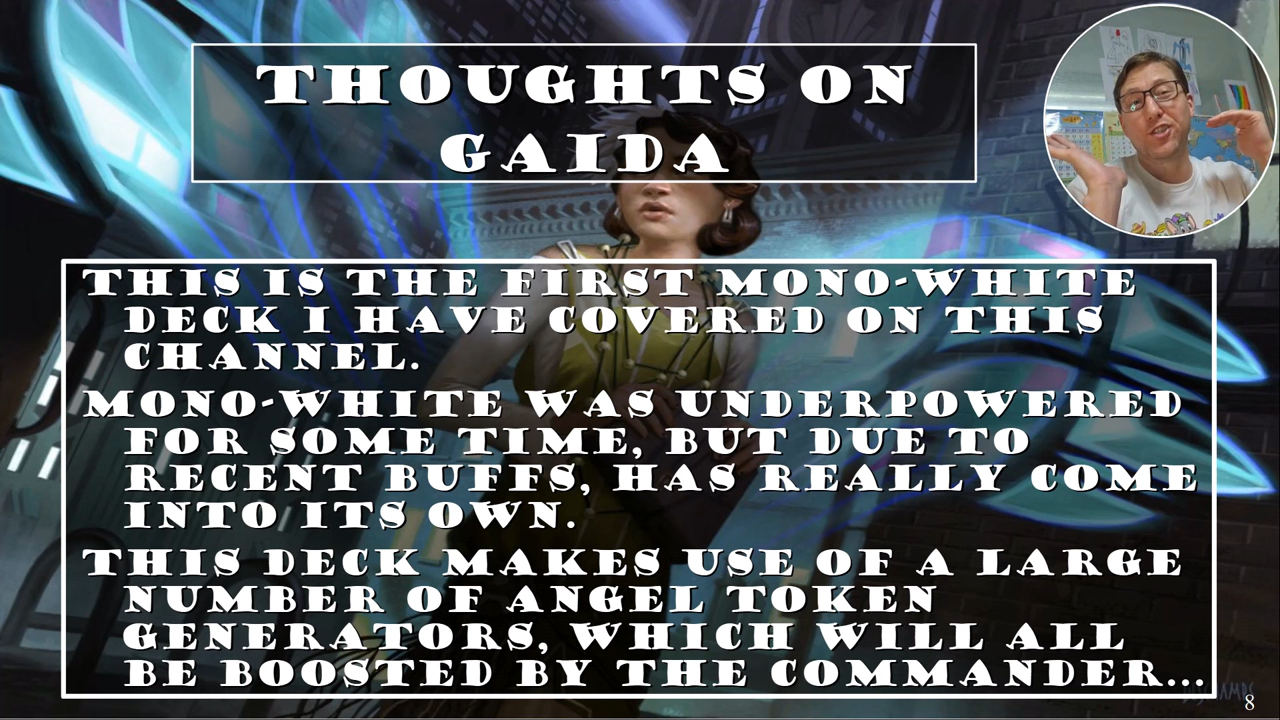 THOUGHTS ON
GAIDA
THIS IS THE FIRST MONO-WHITE
DECK I HAVE COVERED ON THIS
CHANNEL.
MONO-WHITE WAS UNDERPOWERED
FOR SOME TIME, BUT DUE TO
RECENT BUFFS, HAS REALLY COME
INTO ITS OWN.
THIS DECK MAKES USE OF A LARGE
NUMBER OF ANGEL TOKEN
GENERATORS, WHICH WILL ALL
BE BOOSTED BY THE COMMANDER...
8